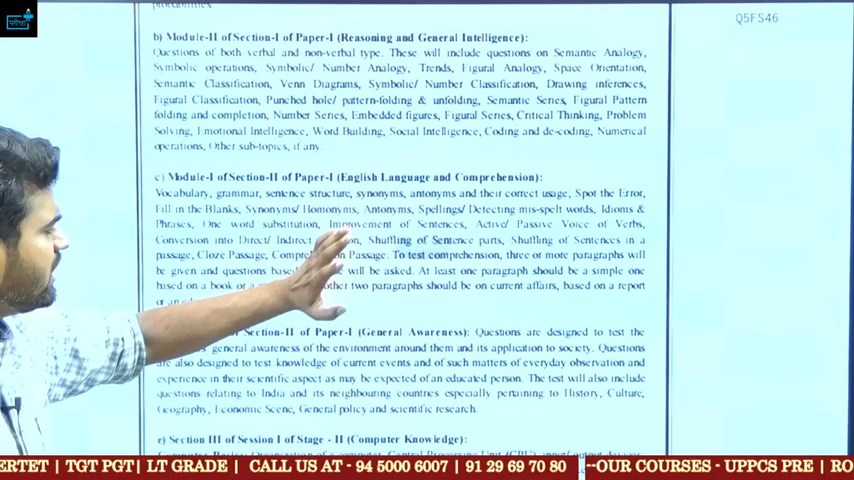 परीक्षा
Q5FS46
b) Module-II of Section-I of Paper-I (Reasoning and General Intelligence):
Questions of both verbal and non-verbal type. These will include questions on Semantic Analogy,
Symbolic operations, Symbolic/ Number Analogy, Trends, Figural Analogy, Space Orientation,
Semantic Classification, Venn Diagrams, Symbolic/ Number Classification, Drawing inferences,
Figural Classification, Punched hole/ pattern-folding & unfolding, Semantic Series, Figural Pattern
folding and completion, Number Series, Embedded figures, Figural Series, Critical Thinking, Problem
Solving, Emotional Intelligence, Word Building, Social Intelligence, Coding and de-coding, Numerical
operations, Other sub-topics, if any.
c) Module-I of Section-II of Paper-I (English Language and Comprehension):
Vocabulary, grammar, sentence structure, synonyms, antonyms and their correct usage, Spot the Error,
Fill in the Blanks, Synonyms/ Homonyms, Antonyms, Spellings/ Detecting mis-spelt words, Idioms &
Phrases, One word substitution, Improvement of Sentences, Active/ Passive Voice of Verbs,
Conversion into Direct/ Indirect Shuffling of Sentence parts, Shuffling of Sentences in a
passage, Cloze Passage, Passage. To test comprehension, three or more paragraphs will
be given and questions will be asked. At least one paragraph should be a simple one
based on a book or a other two paragraphs should be on current affairs, based on a report
or an
Section-II of Paper-I (General Awareness): Questions are designed to test the
general awareness of the environment around them and its application to society. Questions
are also designed to test knowledge of current events and of such matters of everyday observation and
experience in their scientific aspect as may be expected of an educated person. The test will also include
questions relating to India and its neighbouring countries especially pertaining to History, Culture,
Geography, Economic Scene, General policy and scientific research.
e) Section III of Session I of Stage - II (Computer Knowledge):
ERTET | TGT PGT| LT GRADE | CALL US AT - 94 5000 6007 | 91 29 69 70 80 --OUR COURSES - UPPCS PRE | RO